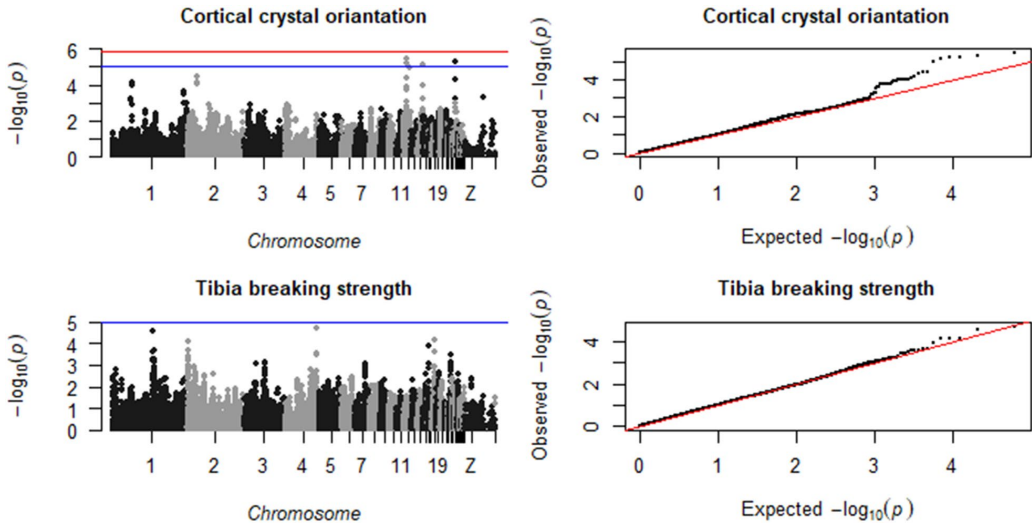 Cortical crystal oriantation
−log₁₀(p)
6
5
4
2
1
0
1 2 3 4 5 7 11 19 Z
Chromosome
Cortical crystal oriantation
Observed −log₁₀(p)
4
2
0
0 1 2 3 4
Expected −log₁₀(p)
Tibia breaking strength
−log₁₀(p)
5
4
3
2
1
0
1 2 3 4 5 7 11 19 Z
Chromosome
Tibia breaking strength
Observed −log₁₀(p)
4
2
0
0 1 2 3 4
Expected −log₁₀(p)